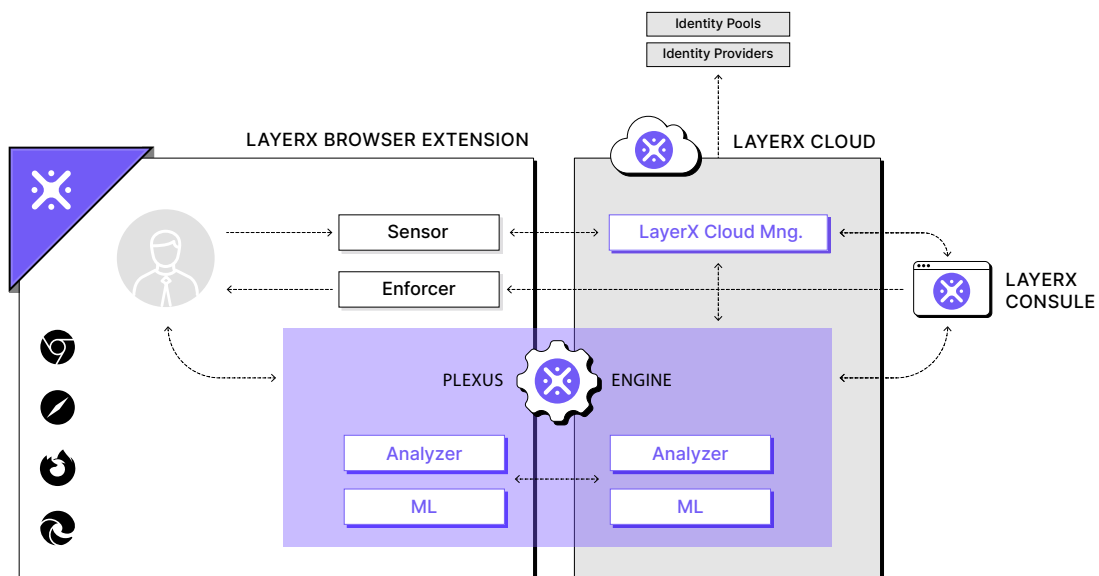 Identity Pools
Identity Providers
LAYERX BROWSER EXTENSION
LAYERX CLOUD
Sensor
LayerX Cloud Mng.
Enforcer
LAYERX
CONSULE
PLEXUS
ENGINE
Analyzer
Analyzer
ML
ML